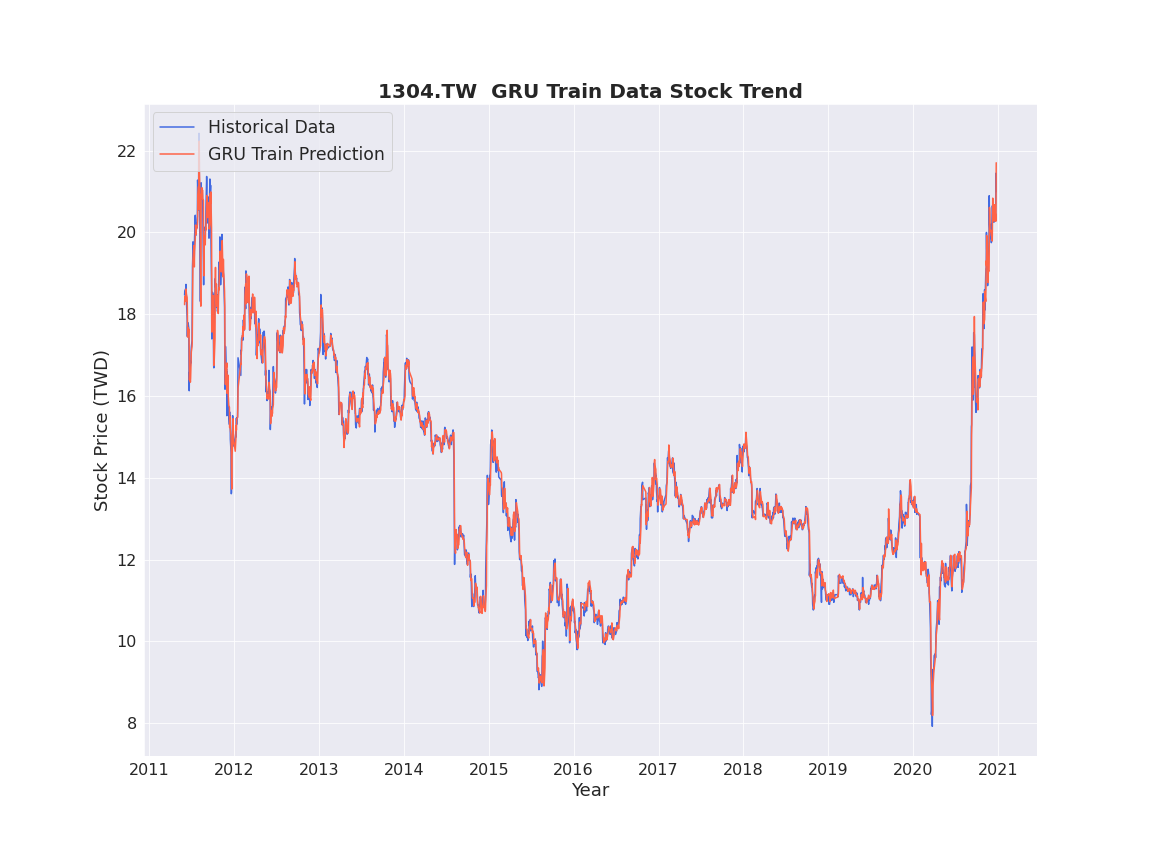 1304.TW  GRU Train Data Stock Trend
Historical Data
GRU Train Prediction
Stock Price (TWD)
22
20
18
16
14
12
10
8
2011 2012 2013 2014 2015 2016 2017 2018 2019 2020 2021
Year